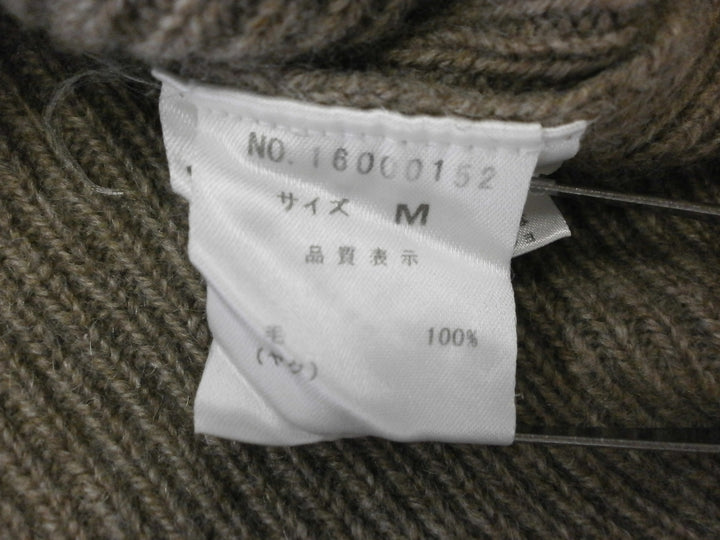 NO. 16000152
サイズ M
品質表示
毛 100%
(ヤク)